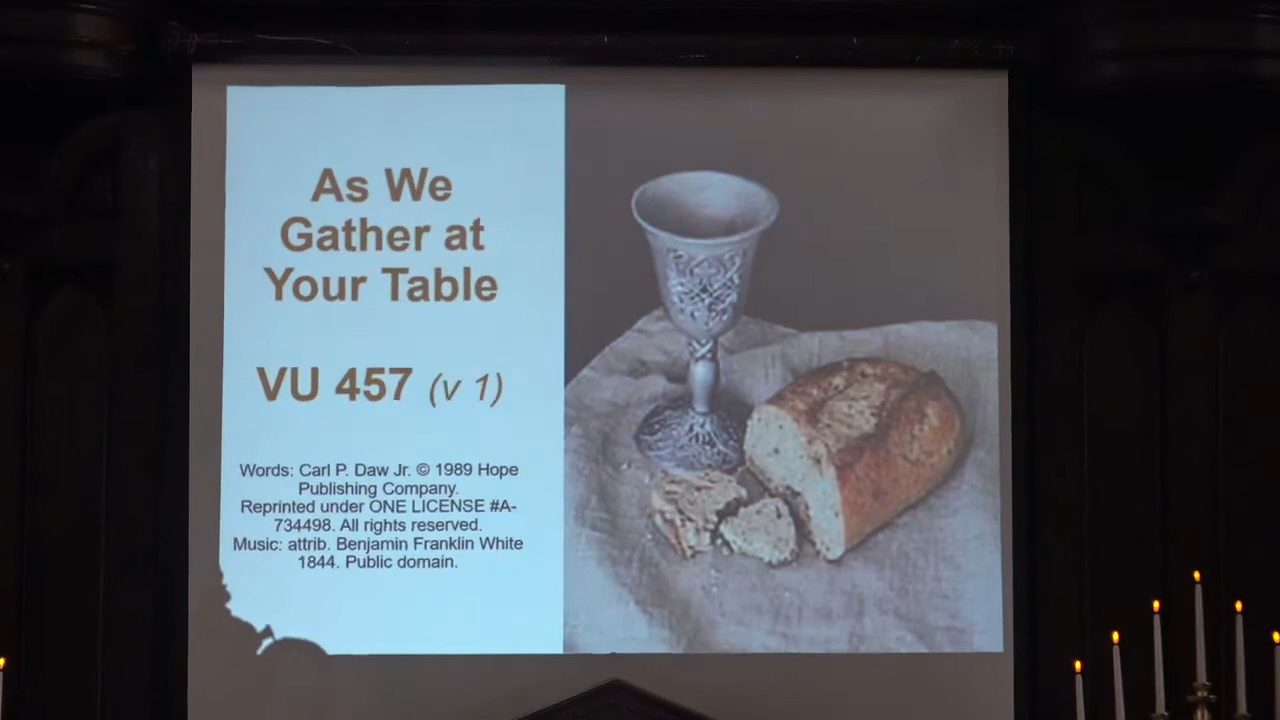 As We
Gather at
Your Table
VU 457 (v 1)
Words: Carl P. Daw Jr. © 1989 Hope
Publishing Company.
Reprinted under ONE LICENSE #A-
734498. All rights reserved.
Music: attrib. Benjamin Franklin White
1844. Public domain.